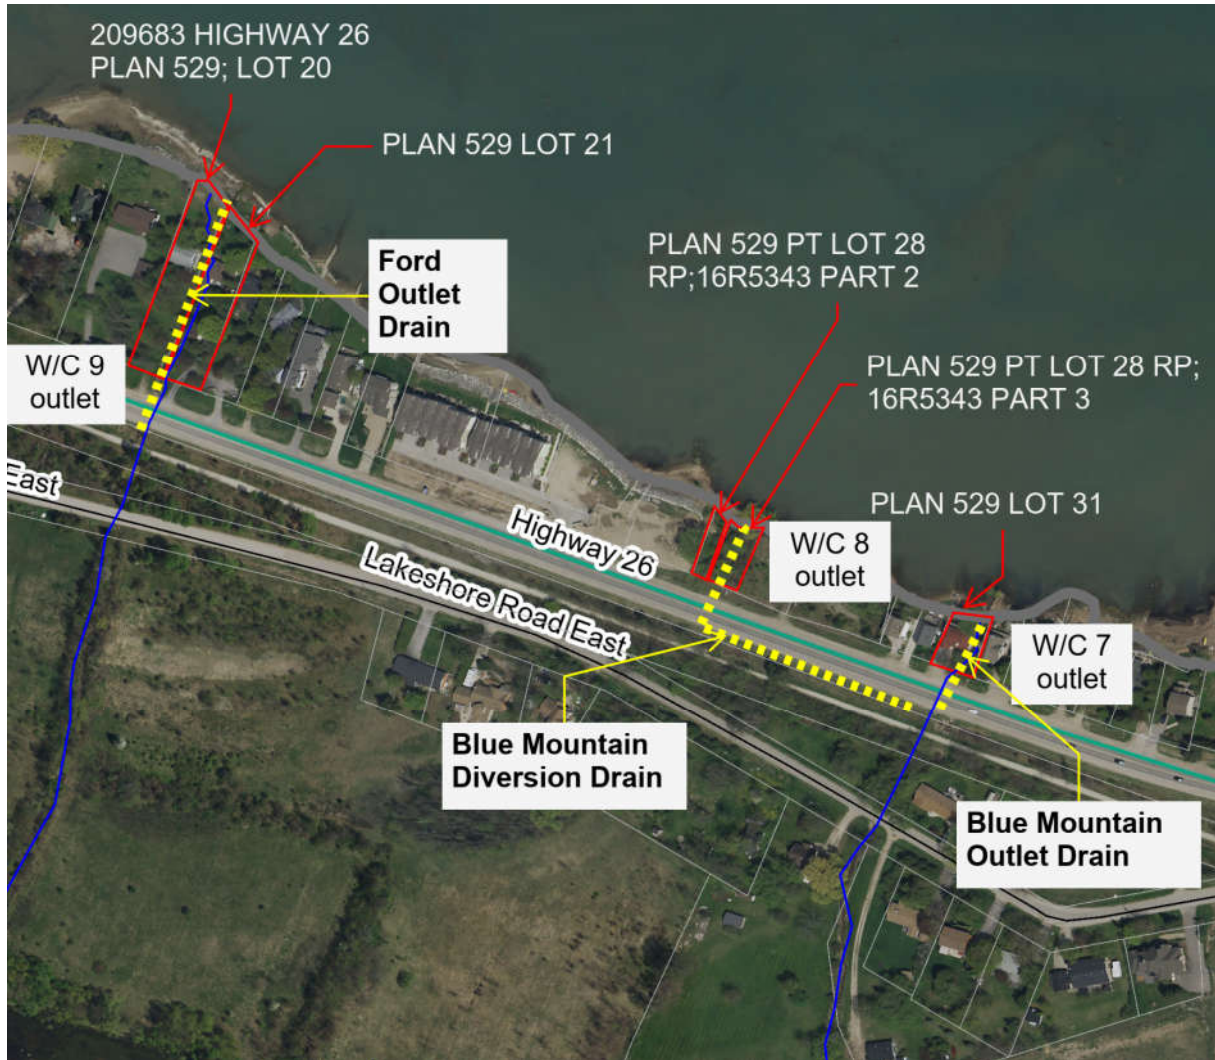 209683 HIGHWAY 26
PLAN 529; LOT 20
PLAN 529 LOT 21
PLAN 529 PT LOT 28
RP;16R5343 PART 2
Ford
Outlet
Drain
W/C 9
outlet
PLAN 529 PT LOT 28 RP;
16R5343 PART 3
East
PLAN 529 LOT 31
Highway 26
W/C 8
outlet
Lakeshore Road East
W/C 7
outlet
Blue Mountain
Diversion Drain
Blue Mountain
Outlet Drain